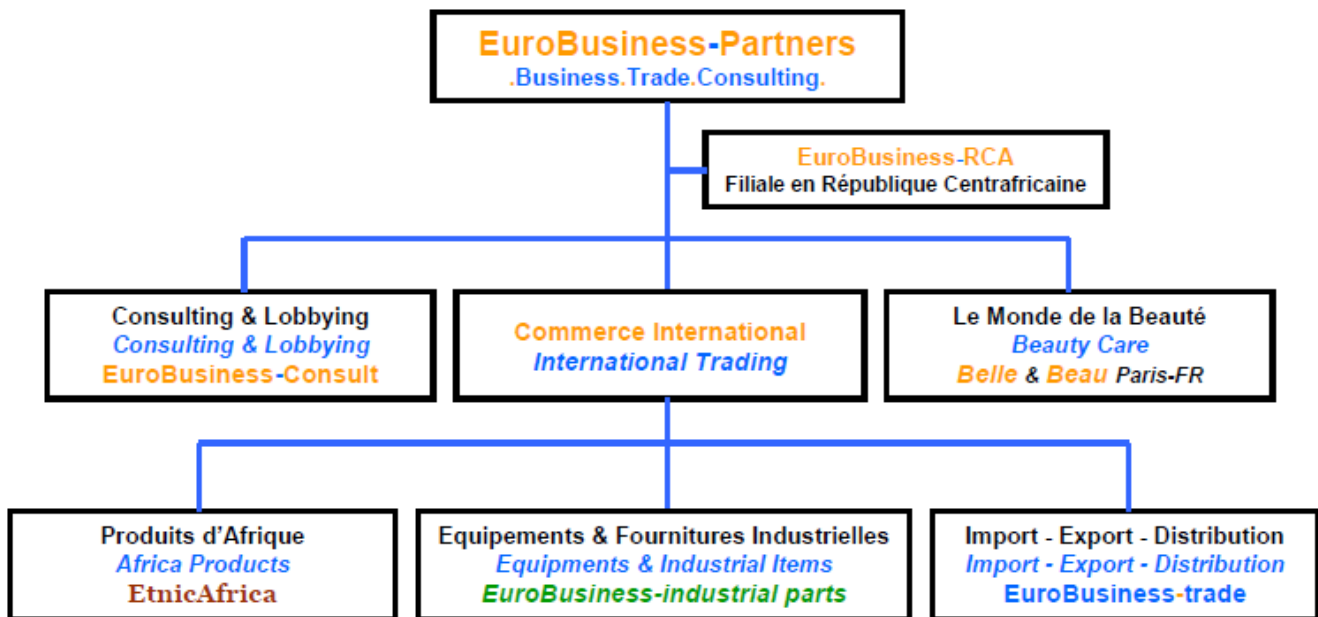 EuroBusiness-Partners
.Business.Trade.Consulting.
EuroBusiness-RCA
Filiale en République Centrafricaine
Consulting & Lobbying
Consulting & Lobbying
EuroBusiness-Consult
Commerce International
International Trading
Le Monde de la Beauté
Beauty Care
Belle & Beau Paris-FR
Produits d'Afrique
Africa Products
EtnicAfrica
Equipements & Fournitures Industrielles
Equipments & Industrial Items
EuroBusiness-industrial parts
Import - Export - Distribution
Import - Export - Distribution
EuroBusiness-trade